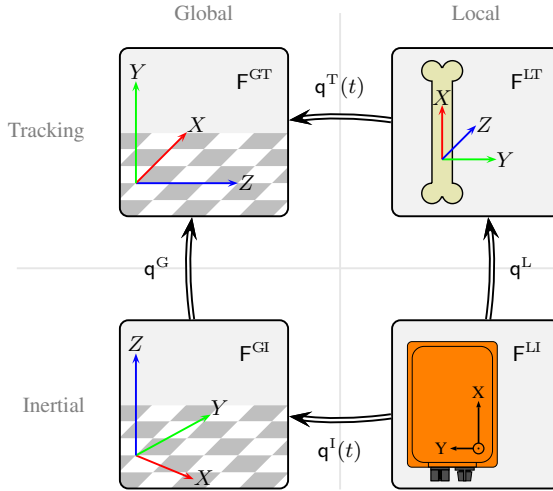 Global
Local
Tracking
F^GT
Y
X
Z
q^T(t)
F^LT
X
Z
Y
q^G
q^L
Inertial
F^GI
Z
Y
X
q^I(t)
F^LI
X
Y